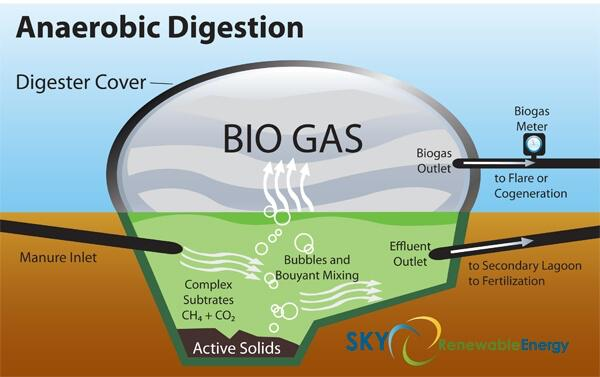 Anaerobic Digestion
Digester Cover
BIO GAS
Biogas
Meter
Biogas
Outlet
to Flare or
Cogeneration
Manure Inlet
Complex
Subtrates
CH₄ + CO₂
Bubbles and
Bouyant Mixing
Effluent
Outlet
to Secondary Lagoon
to Fertilization
Active Solids
SKY RenewableEnergy